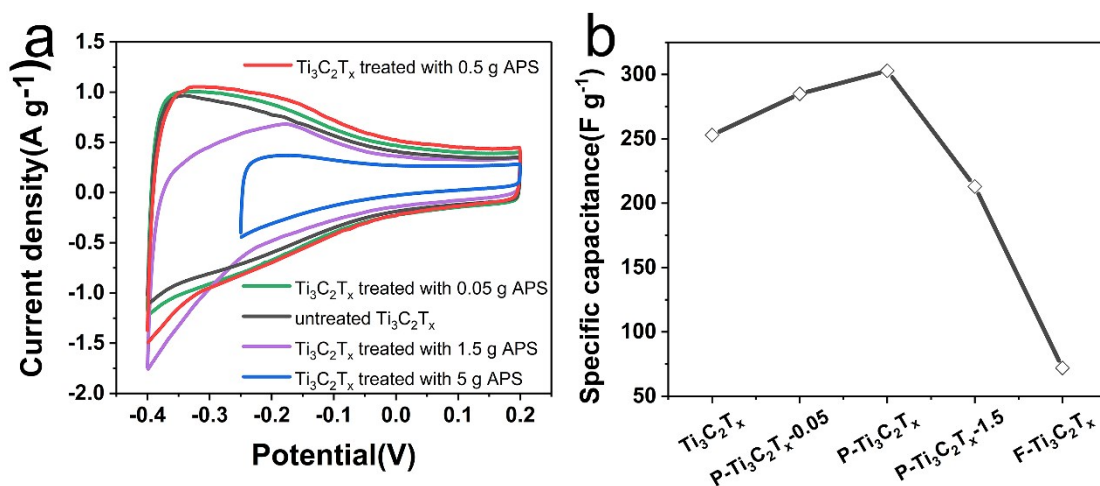 a
Current density(A g⁻¹)
1.5
1.0
0.5
0.0
-0.5
-1.0
-1.5
-2.0
Ti₃C₂Tₓ treated with 0.5 g APS
Ti₃C₂Tₓ treated with 0.05 g APS
untreated Ti₃C₂Tₓ
Ti₃C₂Tₓ treated with 1.5 g APS
Ti₃C₂Tₓ treated with 5 g APS
-0.4 -0.3 -0.2 -0.1 0.0 0.1 0.2
Potential(V)
b
Specific capacitance(F g⁻¹)
300
250
200
150
100
50
Ti₃C₂Tₓ
P-Ti₃C₂Tₓ-0.05
P-Ti₃C₂Tₓ
P-Ti₃C₂Tₓ-1.5
F-Ti₃C₂Tₓ